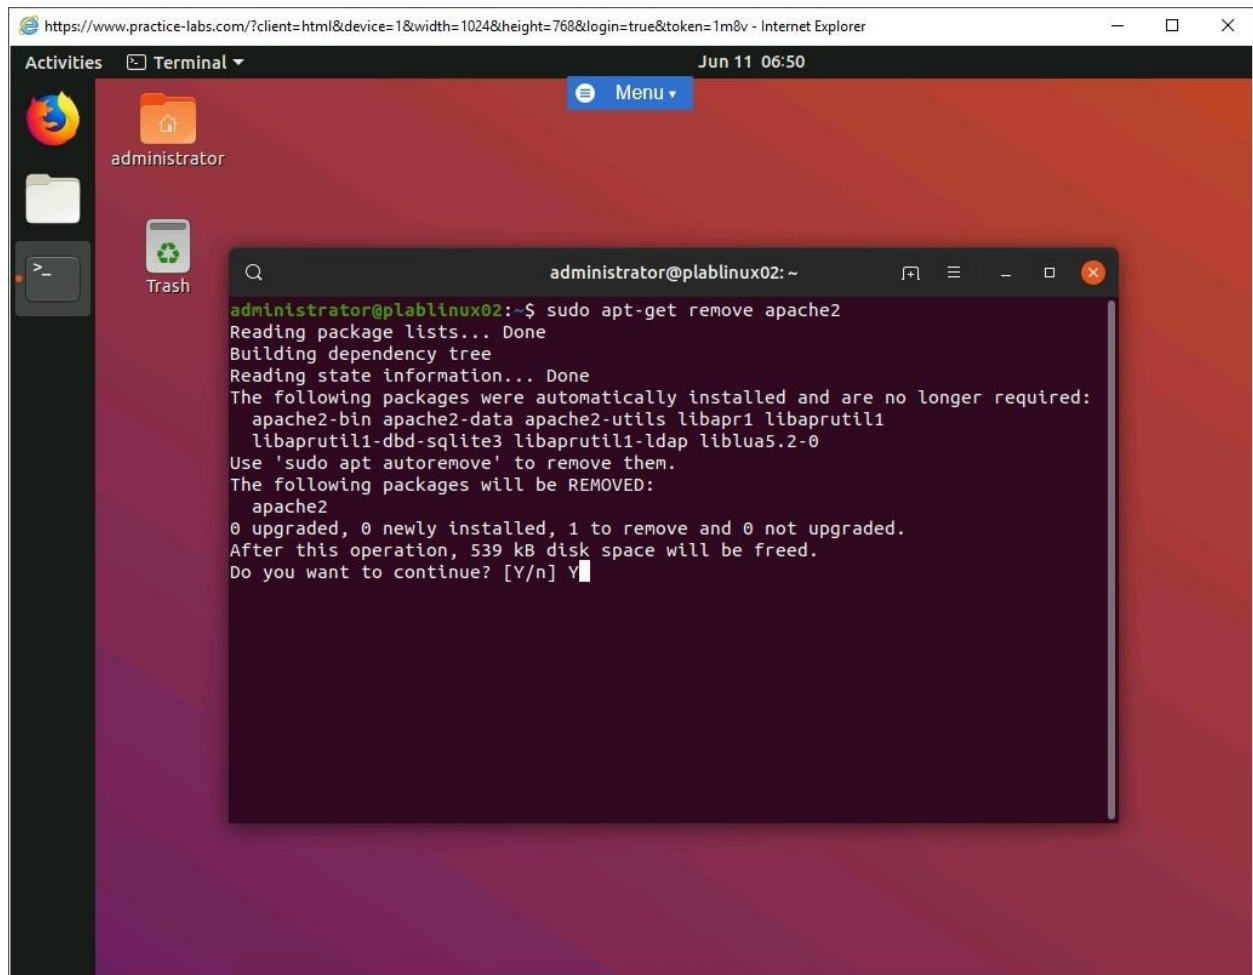 https://www.practice-labs.com/?client=html&device=1&width=1024&height=768&login=true&token=1m8v - Internet Explorer
Activities Terminal Jun 11 06:50
Menu
administrator
Trash
administrator@plablinux02: ~
administrator@plablinux02:~$ sudo apt-get remove apache2
Reading package lists... Done
Building dependency tree
Reading state information... Done
The following packages were automatically installed and are no longer required:
  apache2-bin apache2-data apache2-utils libapr1 libaprutil1
  libaprutil1-dbd-sqlite3 libaprutil1-ldap liblua5.2-0
Use 'sudo apt autoremove' to remove them.
The following packages will be REMOVED:
  apache2
0 upgraded, 0 newly installed, 1 to remove and 0 not upgraded.
After this operation, 539 kB disk space will be freed.
Do you want to continue? [Y/n] Y